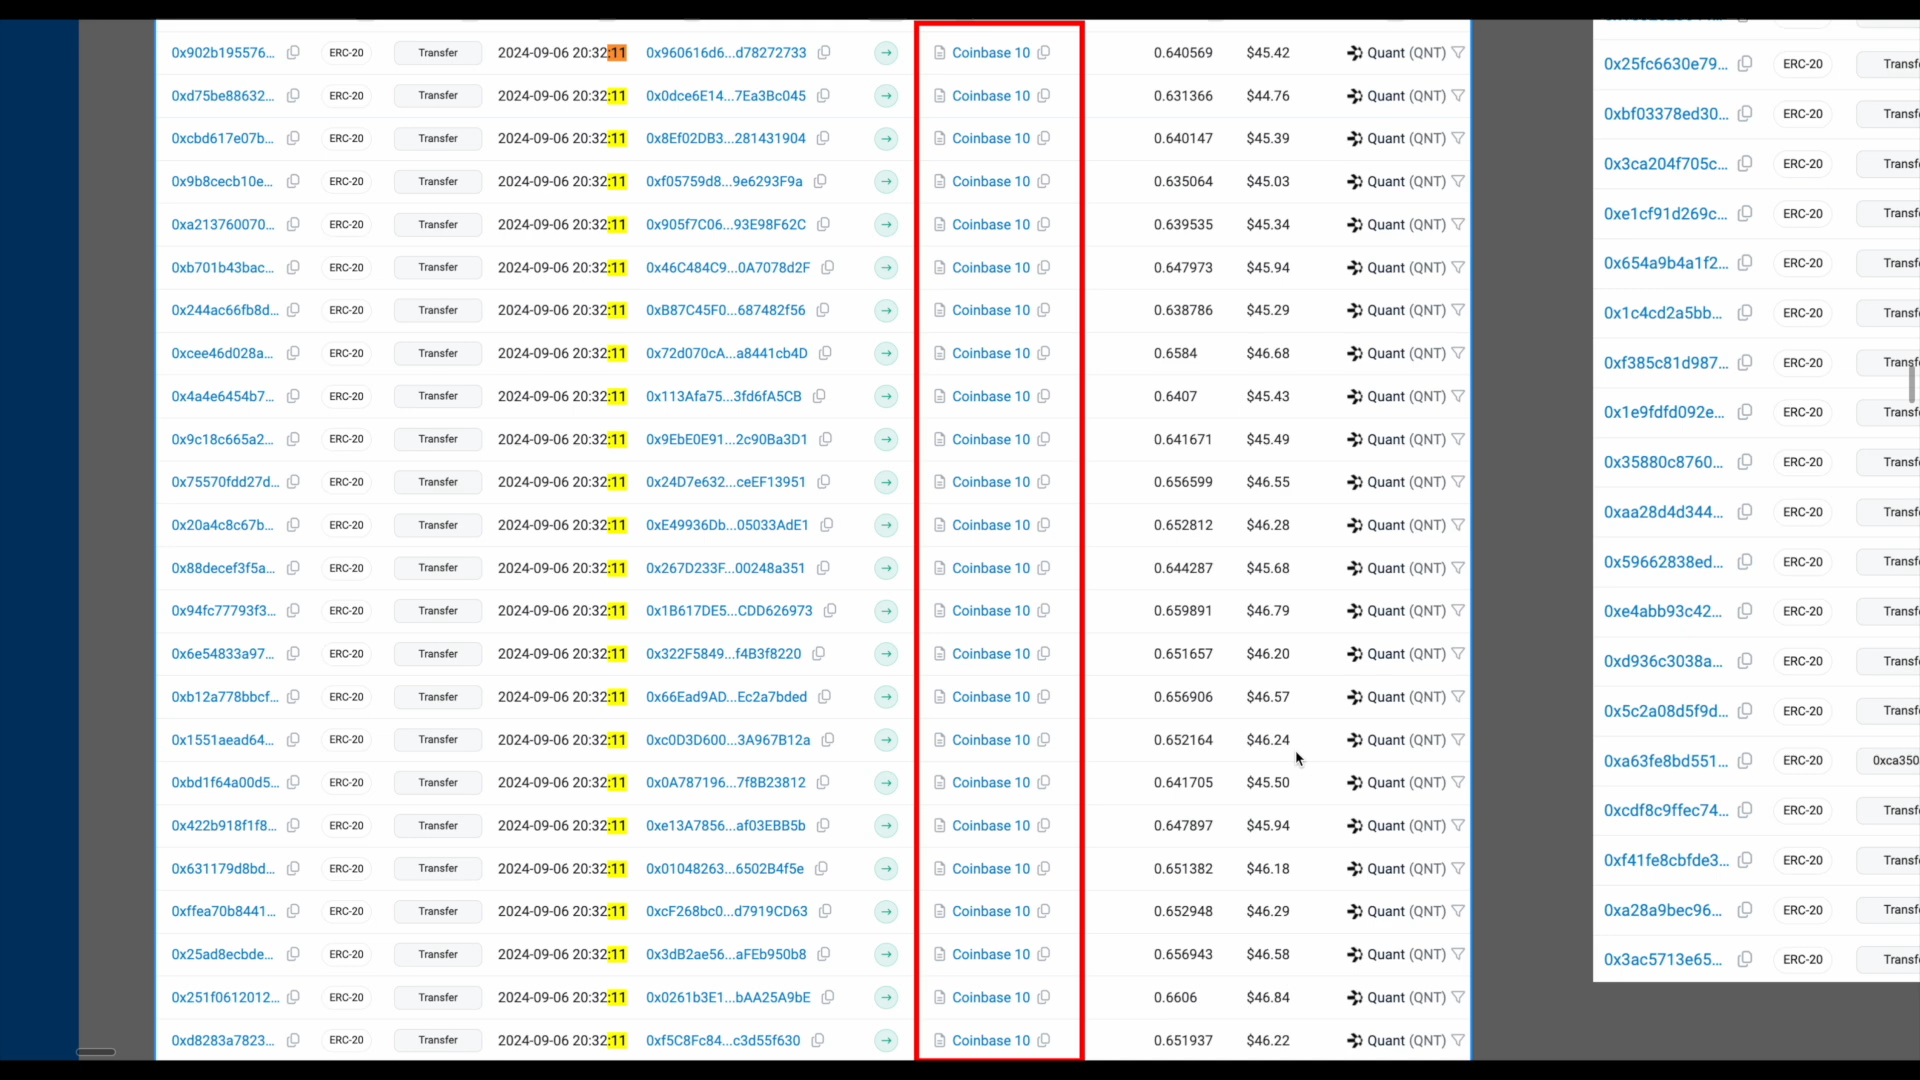 0x902b195576... ERC-20 Transfer 2024-09-06 20:32:11 0x960616d6...d78272733 Coinbase 10 0.640569 $45.42 Quant (QNT)
0xd75be88632... ERC-20 Transfer 2024-09-06 20:32:11 0x0dce6E14...7Ea3Bc045 Coinbase 10 0.631366 $44.76 Quant (QNT)
0xcbd617e07b... ERC-20 Transfer 2024-09-06 20:32:11 0x8Ef02DB3...281431904 Coinbase 10 0.640147 $45.39 Quant (QNT)
0x9b8cecb10e... ERC-20 Transfer 2024-09-06 20:32:11 0xf05759d8...9e6293F9a Coinbase 10 0.635064 $45.03 Quant (QNT)
0xa213760070... ERC-20 Transfer 2024-09-06 20:32:11 0x905f7C06...93E98F62C Coinbase 10 0.639535 $45.34 Quant (QNT)
0xb701b43bac... ERC-20 Transfer 2024-09-06 20:32:11 0x46C484C9...0A7078d2F Coinbase 10 0.647973 $45.94 Quant (QNT)
0x244ac66fb8d... ERC-20 Transfer 2024-09-06 20:32:11 0xB87C45F0...687482f56 Coinbase 10 0.638786 $45.29 Quant (QNT)
0xcee46d028a... ERC-20 Transfer 2024-09-06 20:32:11 0x72d070cA...a8441cb4D Coinbase 10 0.6584 $46.68 Quant (QNT)
0x4a4e6454b7... ERC-20 Transfer 2024-09-06 20:32:11 0x113Afa75...3fd6fA5CB Coinbase 10 0.6407 $45.43 Quant (QNT)
0x9c18c665a2... ERC-20 Transfer 2024-09-06 20:32:11 0x9EbE0E91...2c90Ba3D1 Coinbase 10 0.641671 $45.49 Quant (QNT)
0x75570fdd27d... ERC-20 Transfer 2024-09-06 20:32:11 0x24D7e632...ceEF13951 Coinbase 10 0.656599 $46.55 Quant (QNT)
0x20a4c8c67b... ERC-20 Transfer 2024-09-06 20:32:11 0xE49936Db...05033AdE1 Coinbase 10 0.652812 $46.28 Quant (QNT)
0x88decef3f5a... ERC-20 Transfer 2024-09-06 20:32:11 0x267D233F...00248a351 Coinbase 10 0.644287 $45.68 Quant (QNT)
0x94fc77793f3... ERC-20 Transfer 2024-09-06 20:32:11 0x1B617DE5...CDD626973 Coinbase 10 0.659891 $46.79 Quant (QNT)
0x6e54833a97... ERC-20 Transfer 2024-09-06 20:32:11 0x322F5849...f4B3f8220 Coinbase 10 0.651657 $46.20 Quant (QNT)
0xb12a778bbcf... ERC-20 Transfer 2024-09-06 20:32:11 0x66Ead9AD...Ec2a7bded Coinbase 10 0.656906 $46.57 Quant (QNT)
0x1551aead64... ERC-20 Transfer 2024-09-06 20:32:11 0xc0D3D600...3A967B12a Coinbase 10 0.652164 $46.24 Quant (QNT)
0xbd1f64a00d5... ERC-20 Transfer 2024-09-06 20:32:11 0x0A787196...7f8B23812 Coinbase 10 0.641705 $45.50 Quant (QNT)
0x422b918f1f8... ERC-20 Transfer 2024-09-06 20:32:11 0xe13A7856...af03EBB5b Coinbase 10 0.647897 $45.94 Quant (QNT)
0x631179d8bd... ERC-20 Transfer 2024-09-06 20:32:11 0x01048263...6502B4f5e Coinbase 10 0.651382 $46.18 Quant (QNT)
0xffea70b8441... ERC-20 Transfer 2024-09-06 20:32:11 0xcF268bc0...d7919CD63 Coinbase 10 0.652948 $46.29 Quant (QNT)
0x25ad8ecbde... ERC-20 Transfer 2024-09-06 20:32:11 0x3dB2ae56...aFEb950b8 Coinbase 10 0.656943 $46.58 Quant (QNT)
0x251f0612012... ERC-20 Transfer 2024-09-06 20:32:11 0x0261b3E1...bAA25A9bE Coinbase 10 0.6606 $46.84 Quant (QNT)
0xd8283a7823... ERC-20 Transfer 2024-09-06 20:32:11 0xf5C8Fc84...c3d55f630 Coinbase 10 0.651937 $46.22 Quant (QNT)
0x25fc6630e79... ERC-20 Transf
0xbf03378ed30... ERC-20 Transf
0x3ca204f705c... ERC-20 Transf
0xe1cf91d269c... ERC-20 Transf
0x654a9b4a1f2... ERC-20 Transf
0x1c4cd2a5bb... ERC-20 Transf
0xf385c81d987... ERC-20 Transf
0x1e9fdfd092e... ERC-20 Transf
0x35880c8760... ERC-20 Transf
0xaa28d4d344... ERC-20 Transf
0x59662838ed... ERC-20 Transf
0xe4abb93c42... ERC-20 Transf
0xd936c3038a... ERC-20 Transf
0x5c2a08d5f9d... ERC-20 Transf
0xa63fe8bd551... ERC-20 0xca350
0xcdf8c9ffec74... ERC-20 Transf
0xf41fe8cbfde3... ERC-20 Transf
0xa28a9bec96... ERC-20 Transf
0x3ac5713e65... ERC-20 Transf